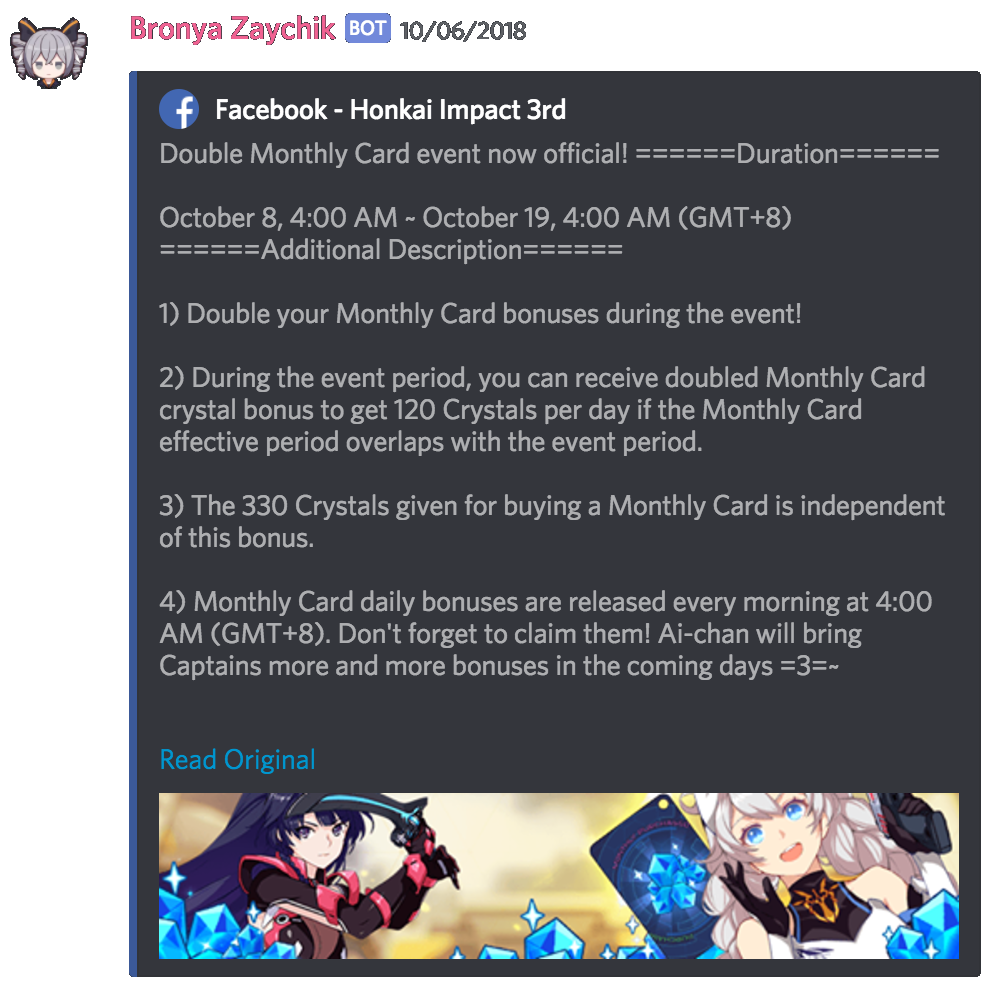 Bronya Zaychik BOT 10/06/2018
Facebook - Honkai Impact 3rd
Double Monthly Card event now official! ======Duration======
October 8, 4:00 AM ~ October 19, 4:00 AM (GMT+8)
======Additional Description======
1) Double your Monthly Card bonuses during the event!
2) During the event period, you can receive doubled Monthly Card
crystal bonus to get 120 Crystals per day if the Monthly Card
effective period overlaps with the event period.
3) The 330 Crystals given for buying a Monthly Card is independent
of this bonus.
4) Monthly Card daily bonuses are released every morning at 4:00
AM (GMT+8). Don't forget to claim them! Ai-chan will bring
Captains more and more bonuses in the coming days =3=~
Read Original